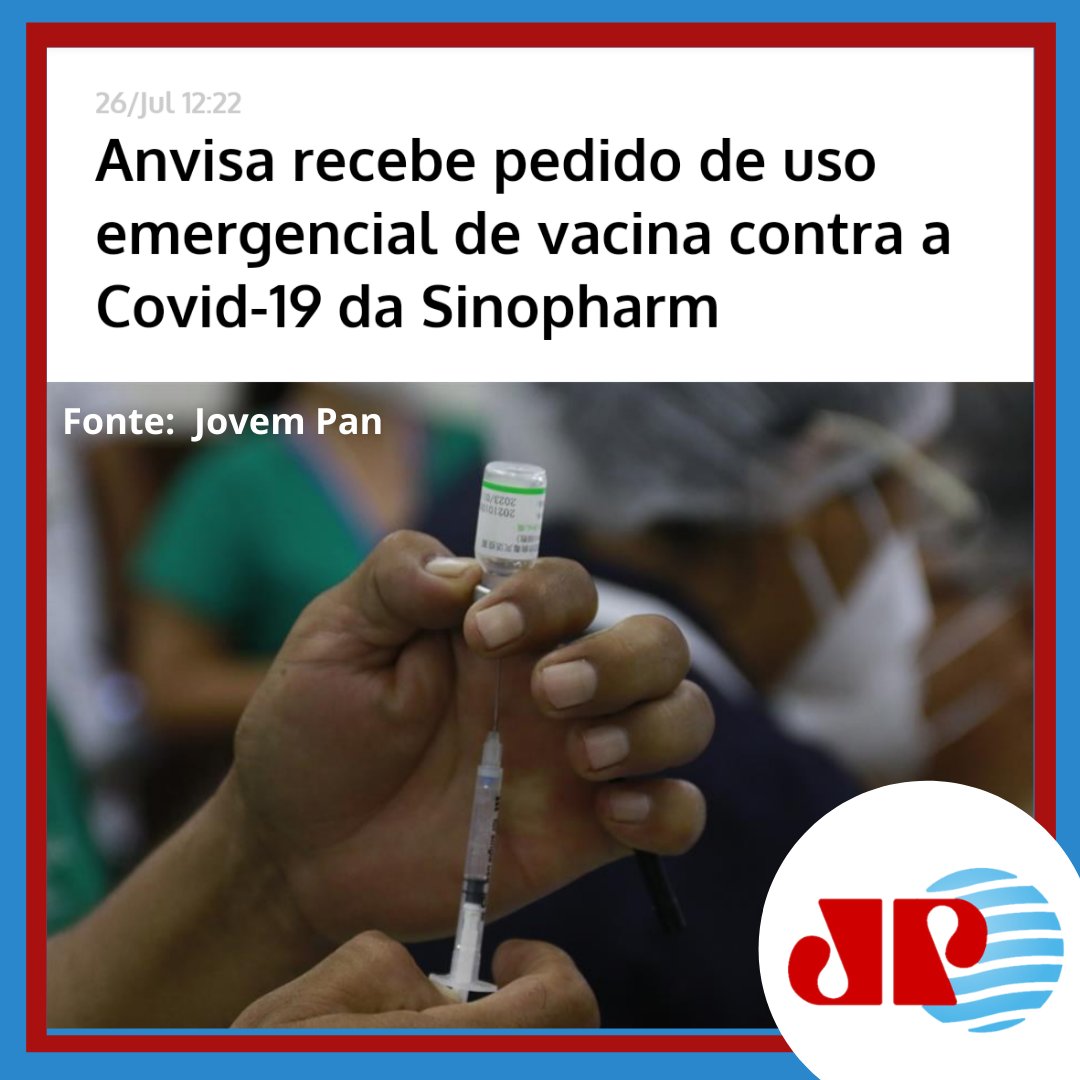 26/Jul 12:22
Anvisa recebe pedido de uso
emergencial de vacina contra a
Covid-19 da Sinopharm
Fonte: Jovem Pan
JP